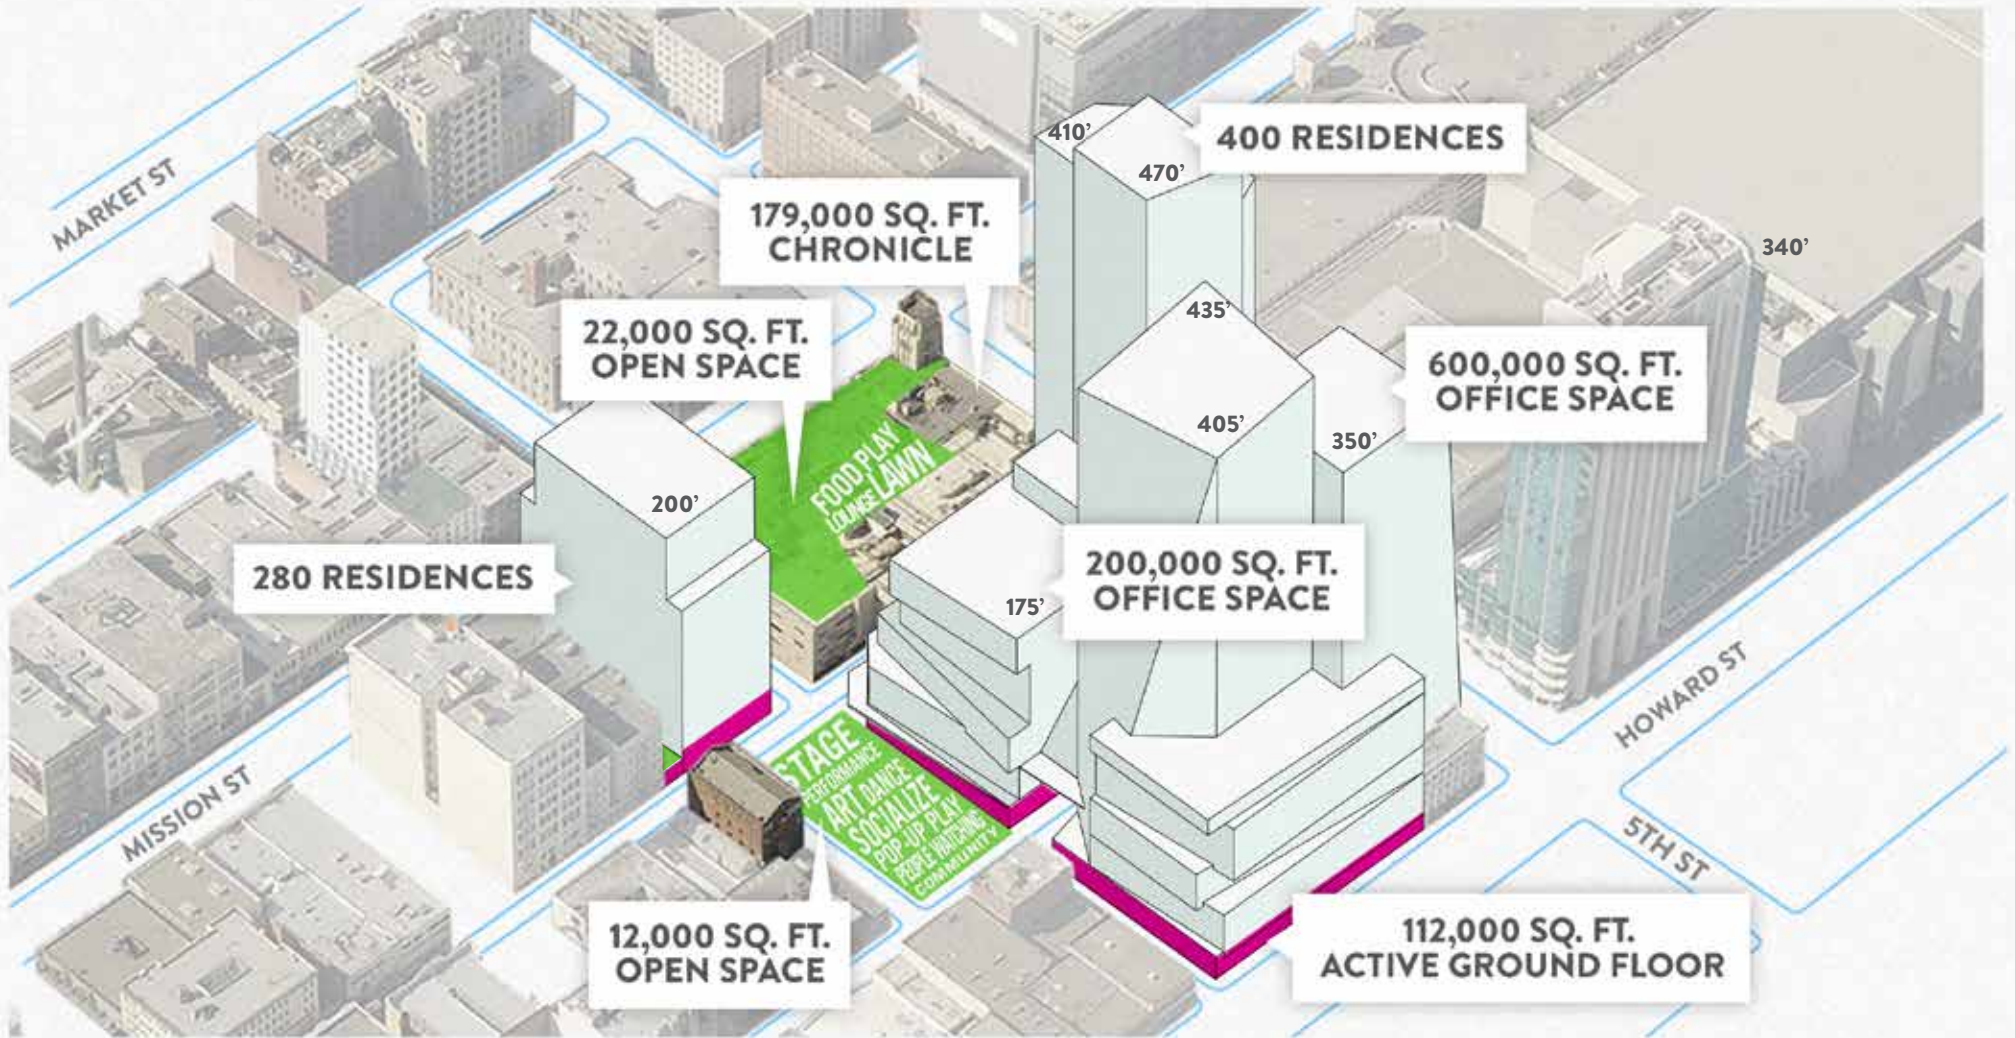 410’
400 RESIDENCES
470’
MARKET ST
179,000 SQ. FT.
CHRONICLE
340’
435’
22,000 SQ. FT.
OPEN SPACE
600,000 SQ. FT.
OFFICE SPACE
405’
350’
FOOD PLAY
LOUNGE LAWN
200’
280 RESIDENCES
200,000 SQ. FT.
OFFICE SPACE
175’
HOWARD ST
STAGE
PERFORMANCE
ART DANCE
SOCIALIZE
POP-UP PLAY
PEOPLE WATCHING
COMMUNITY
MISSION ST
5TH ST
12,000 SQ. FT.
OPEN SPACE
112,000 SQ. FT.
ACTIVE GROUND FLOOR